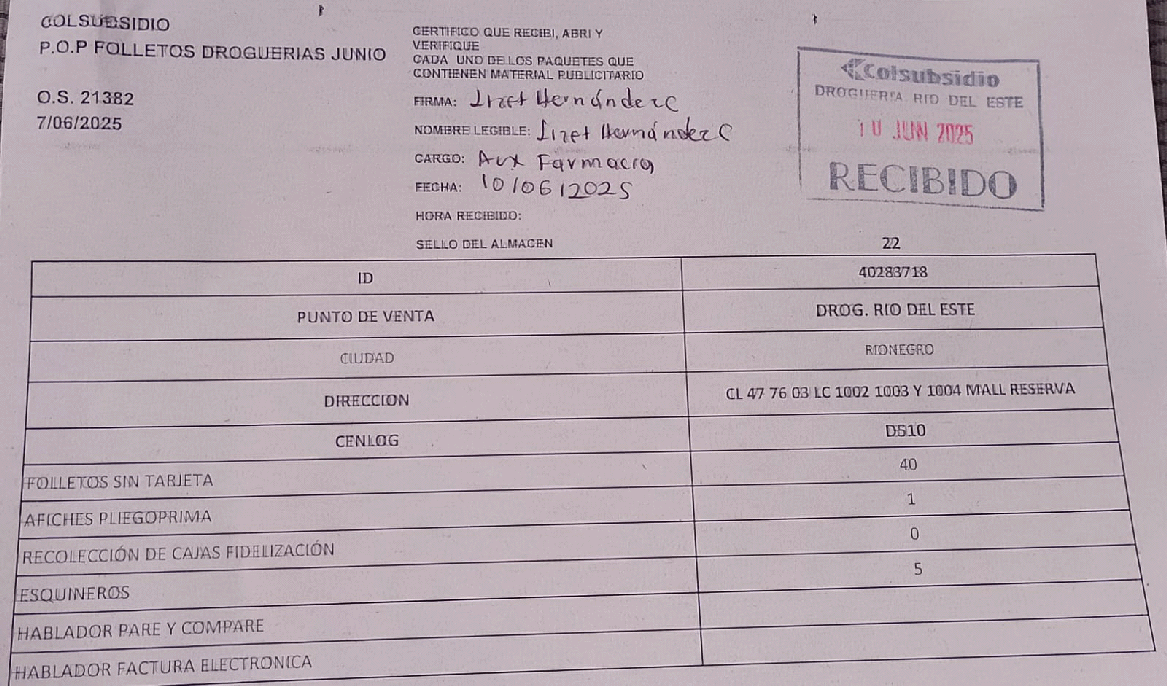 COLSUBSIDIO
P.O.P FOLLETOS DROGUERIAS JUNIO
O.S. 21382
7/06/2025
CERTIFICO QUE RECIBI, ABRI Y
VERIFIQUE
CADA UNO DE LOS PAQUETES QUE
CONTIENEN MATERIAL PUBLICITARIO
FIRMA: Lizet Hernández C
NOMBRE LEGIBLE: Lizet Hernández C
CARGO: Aux Farmacia
FECHA: 10/06/2025
HORA RECIBIDO:
SELLO DEL ALMACEN
Colsubsidio
DROGUERIA RIO DEL ESTE
10 JUN 2025
RECIBIDO
22
ID 40283718
PUNTO DE VENTA DROG. RIO DEL ESTE
CIUDAD RIONEGRO
DIRECCION CL 47 76 03 LC 1002 1003 Y 1004 MALL RESERVA
CENLOG D510
FOLLETOS SIN TARJETA 40
AFICHES PLIEGOPRIMA 1
RECOLECCIÓN DE CAJAS FIDELIZACIÓN 0
ESQUINEROS 5
HABLADOR PARE Y COMPARE
HABLADOR FACTURA ELECTRONICA